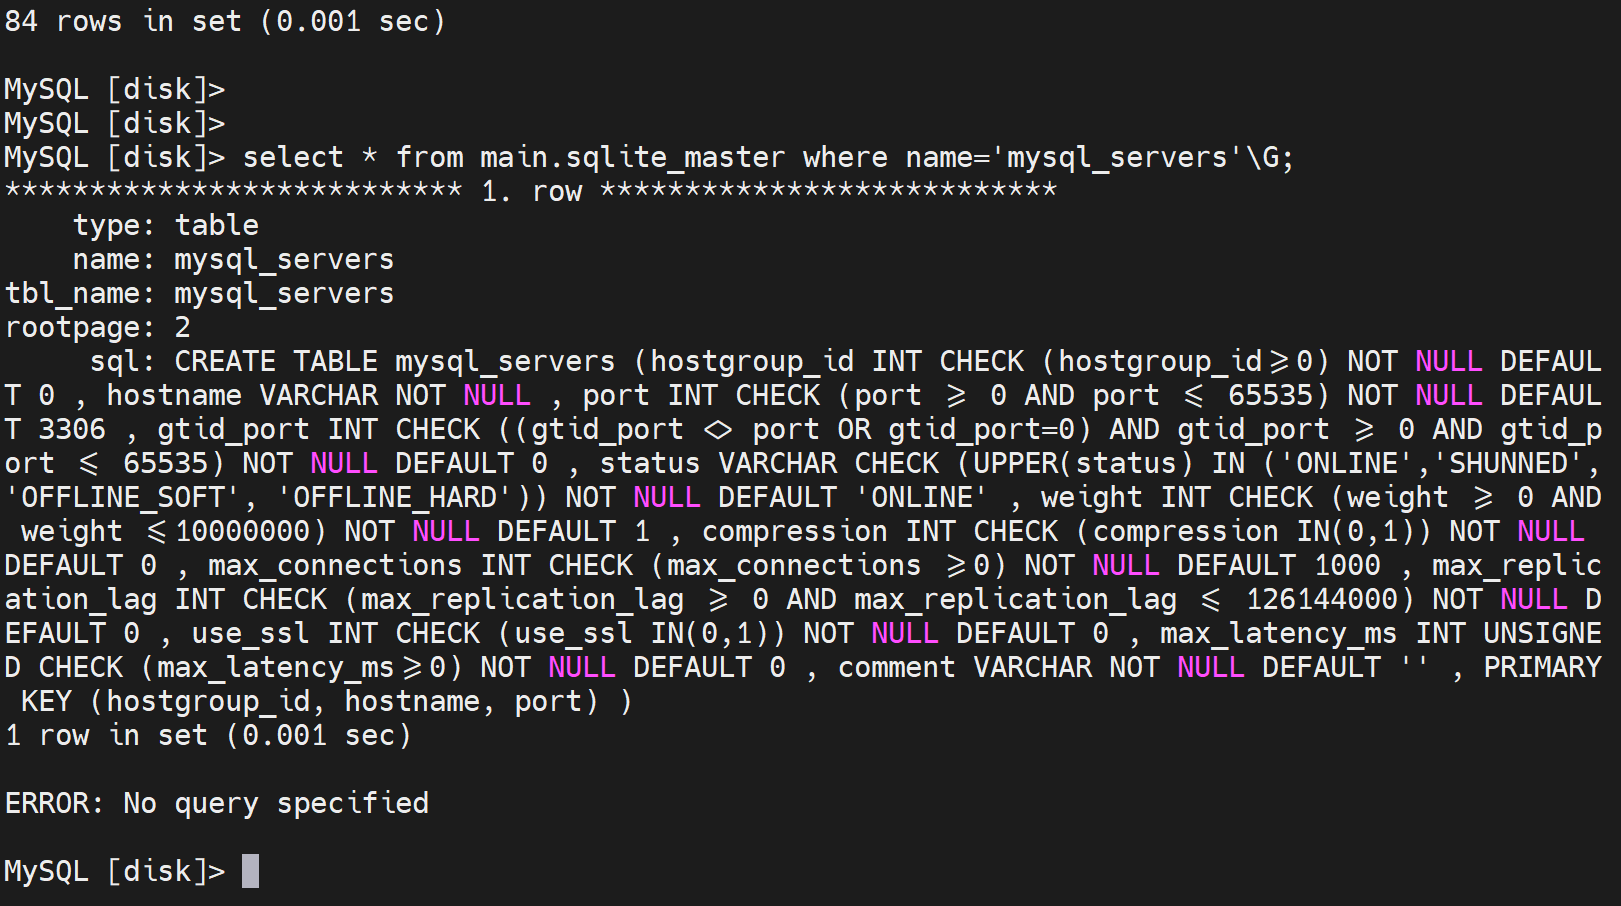 84 rows in set (0.001 sec)
MySQL [disk]>
MySQL [disk]>
MySQL [disk]> select * from main.sqlite_master where name='mysql_servers'\G;
*************************** 1. row ***************************
    type: table
    name: mysql_servers
tbl_name: mysql_servers
rootpage: 2
     sql: CREATE TABLE mysql_servers (hostgroup_id INT CHECK (hostgroup_id>=0) NOT NULL DEFAUL
T 0 , hostname VARCHAR NOT NULL , port INT CHECK (port >= 0 AND port <= 65535) NOT NULL DEFAUL
T 3306 , gtid_port INT CHECK ((gtid_port <> port OR gtid_port=0) AND gtid_port >= 0 AND gtid_p
ort <= 65535) NOT NULL DEFAULT 0 , status VARCHAR CHECK (UPPER(status) IN ('ONLINE','SHUNNED',
'OFFLINE_SOFT', 'OFFLINE_HARD')) NOT NULL DEFAULT 'ONLINE' , weight INT CHECK (weight >= 0 AND
 weight <=10000000) NOT NULL DEFAULT 1 , compression INT CHECK (compression IN(0,1)) NOT NULL
DEFAULT 0 , max_connections INT CHECK (max_connections >=0) NOT NULL DEFAULT 1000 , max_replic
ation_lag INT CHECK (max_replication_lag >= 0 AND max_replication_lag <= 126144000) NOT NULL D
EFAULT 0 , use_ssl INT CHECK (use_ssl IN(0,1)) NOT NULL DEFAULT 0 , max_latency_ms INT UNSIGNE
D CHECK (max_latency_ms>=0) NOT NULL DEFAULT 0 , comment VARCHAR NOT NULL DEFAULT '' , PRIMARY
 KEY (hostgroup_id, hostname, port) )
1 row in set (0.001 sec)
ERROR: No query specified
MySQL [disk]>